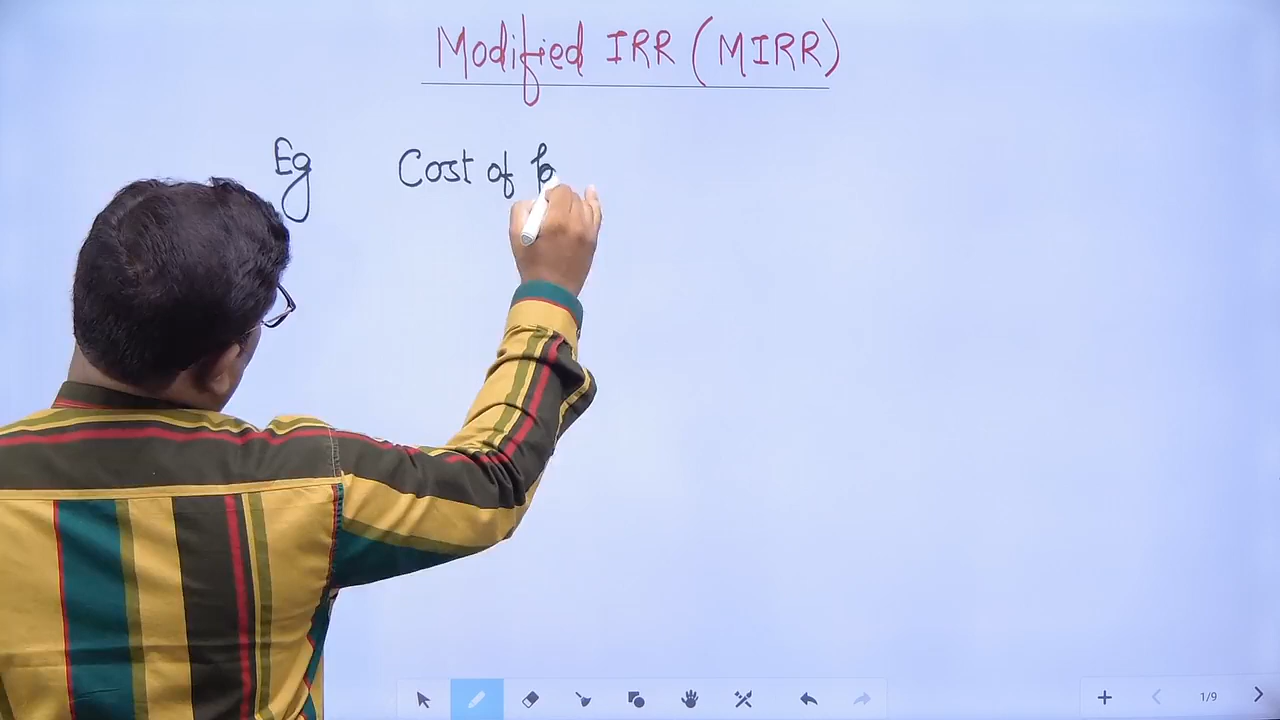 Modified IRR (MIRR)
Eg Cost of
1/9